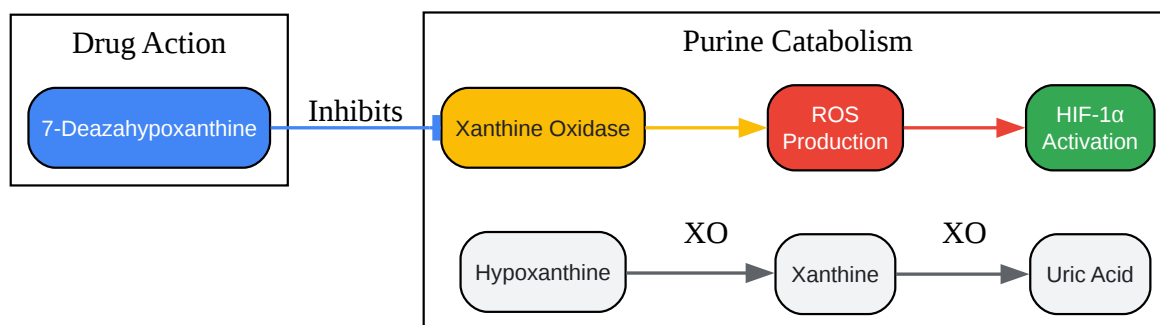 Drug Action
Purine Catabolism
7-Deazahypoxanthine
Inhibits
Xanthine Oxidase
ROS
Production
HIF-1α
Activation
XO
XO
Hypoxanthine
Xanthine
Uric Acid